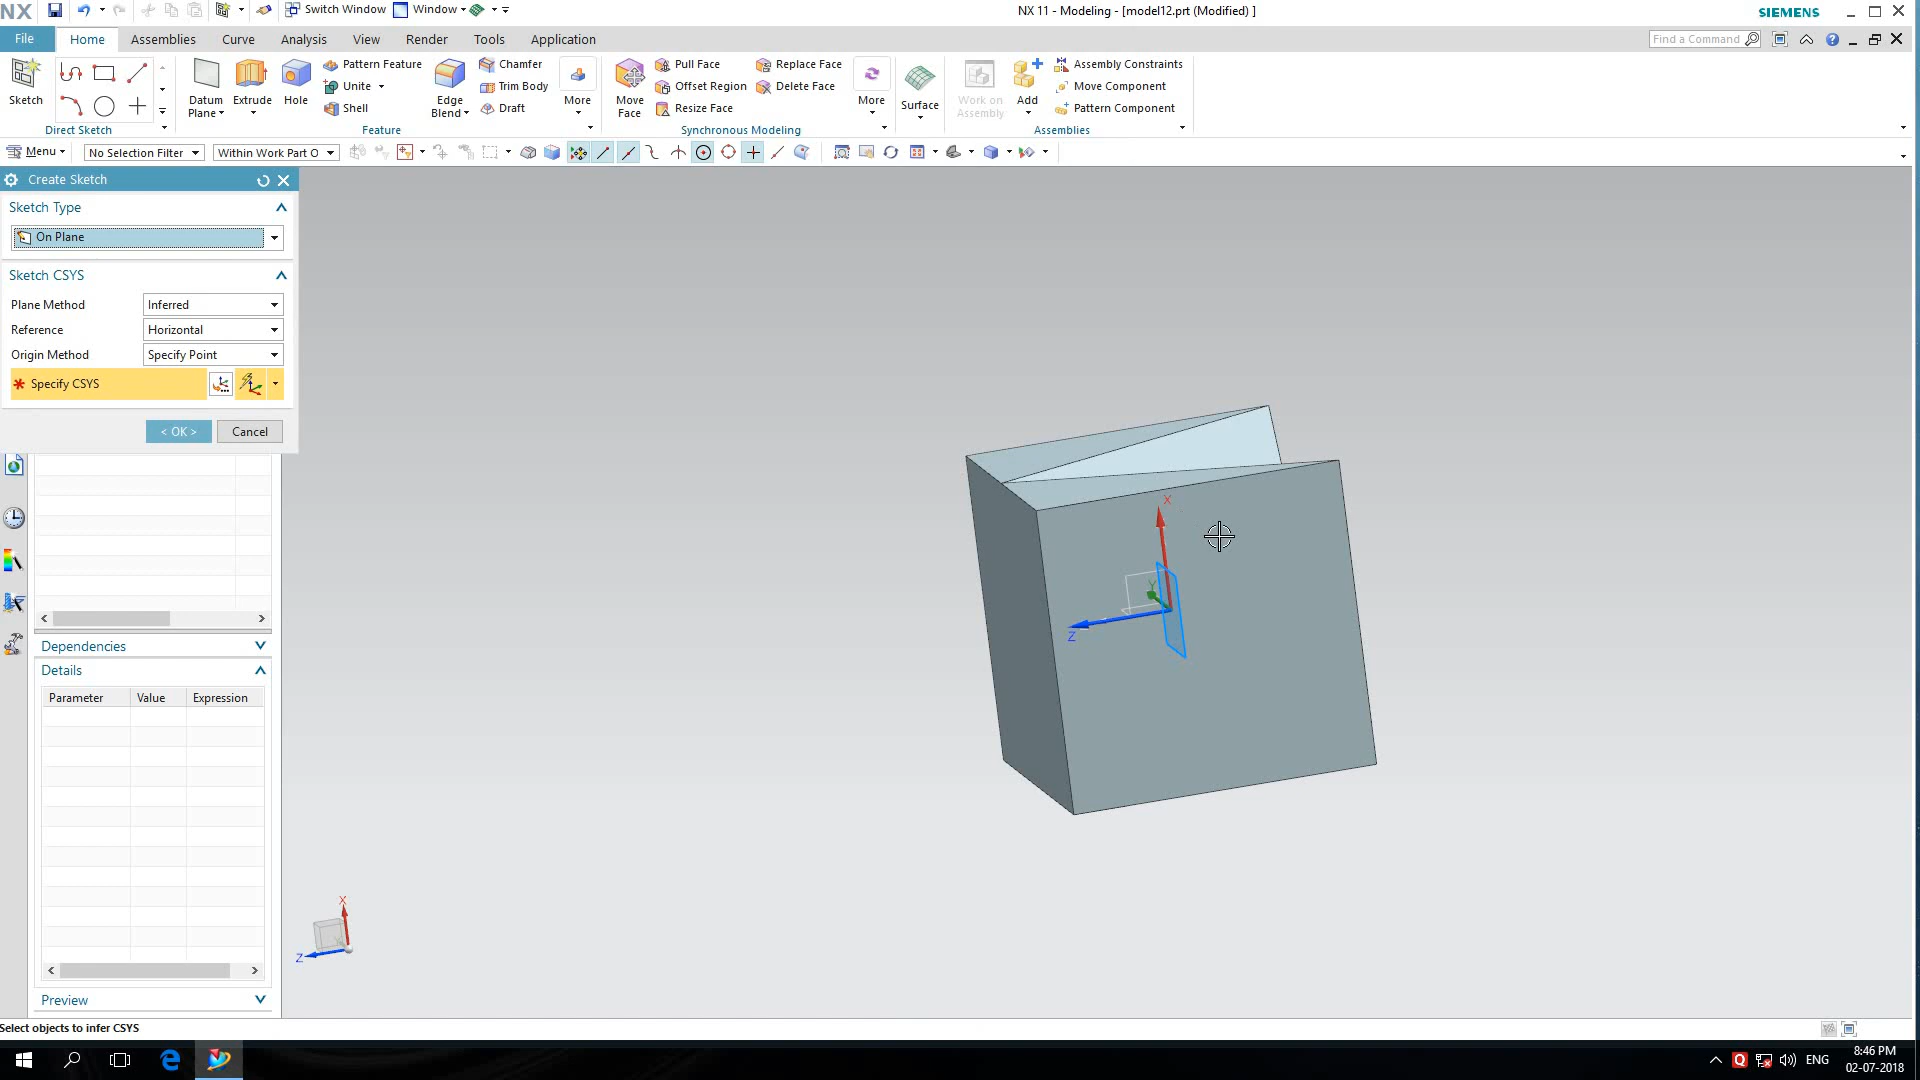 NX
Switch Window
Window
NX 11 - Modeling - [model12.prt (Modified) ]
SIEMENS
File
Home
Assemblies
Curve
Analysis
View
Render
Tools
Application
Find a Command
Sketch
Direct Sketch
Datum Plane
Extrude
Hole
Pattern Feature
Unite
Shell
Edge Blend
Chamfer
Trim Body
Draft
More
Feature
Move Face
Pull Face
Offset Region
Resize Face
Replace Face
Delete Face
More
Synchronous Modeling
Surface
Work on Assembly
Add
Assembly Constraints
Move Component
Pattern Component
Assemblies
Menu
No Selection Filter
Within Work Part O
Create Sketch
Sketch Type
On Plane
Sketch CSYS
Plane Method
Inferred
Reference
Horizontal
Origin Method
Specify Point
Specify CSYS
< OK >
Cancel
Dependencies
Details
Parameter
Value
Expression
Preview
X
Y
Z
X
Z
Select objects to infer CSYS
ENG
8:46 PM
02-07-2018